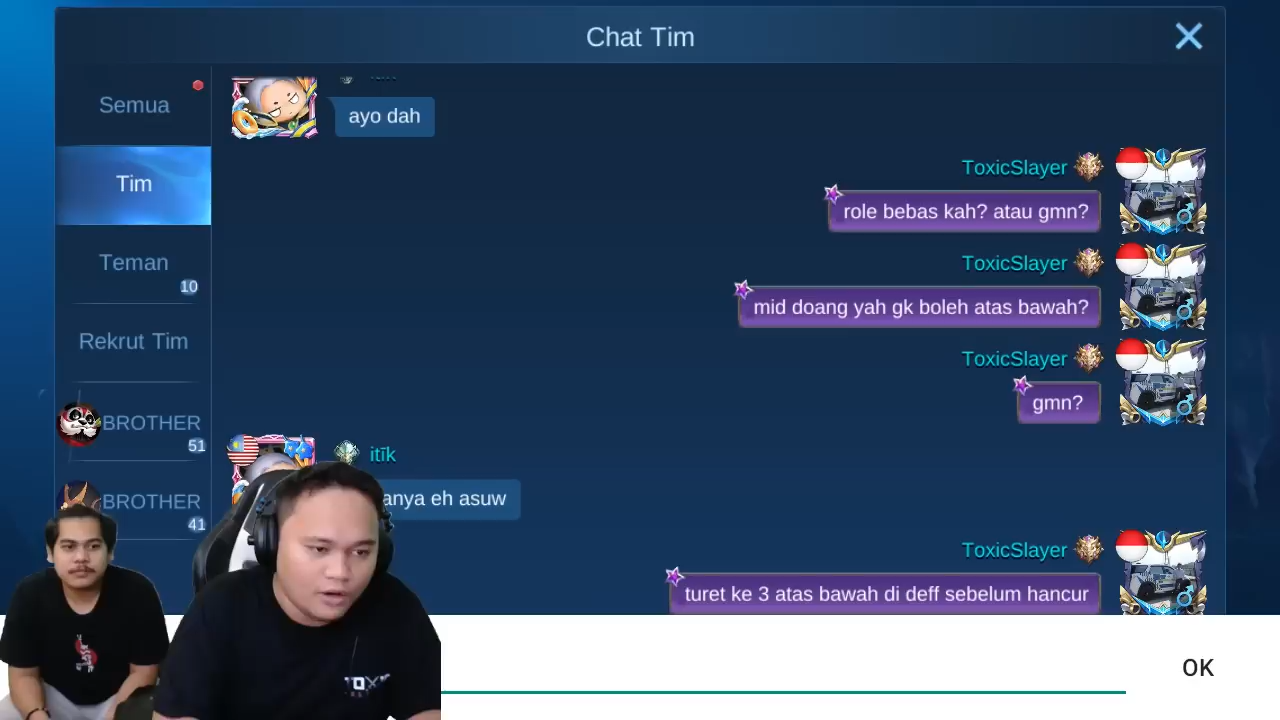 Chat Tim
Semua
Tim
Teman
10
Rekrut Tim
BROTHER
51
BROTHER
41
ayo dah
ToxicSlayer
role bebas kah? atau gmn?
ToxicSlayer
mid doang yah gk boleh atas bawah?
ToxicSlayer
gmn?
itīk
anya eh asuw
ToxicSlayer
turet ke 3 atas bawah di deff sebelum hancur
OK